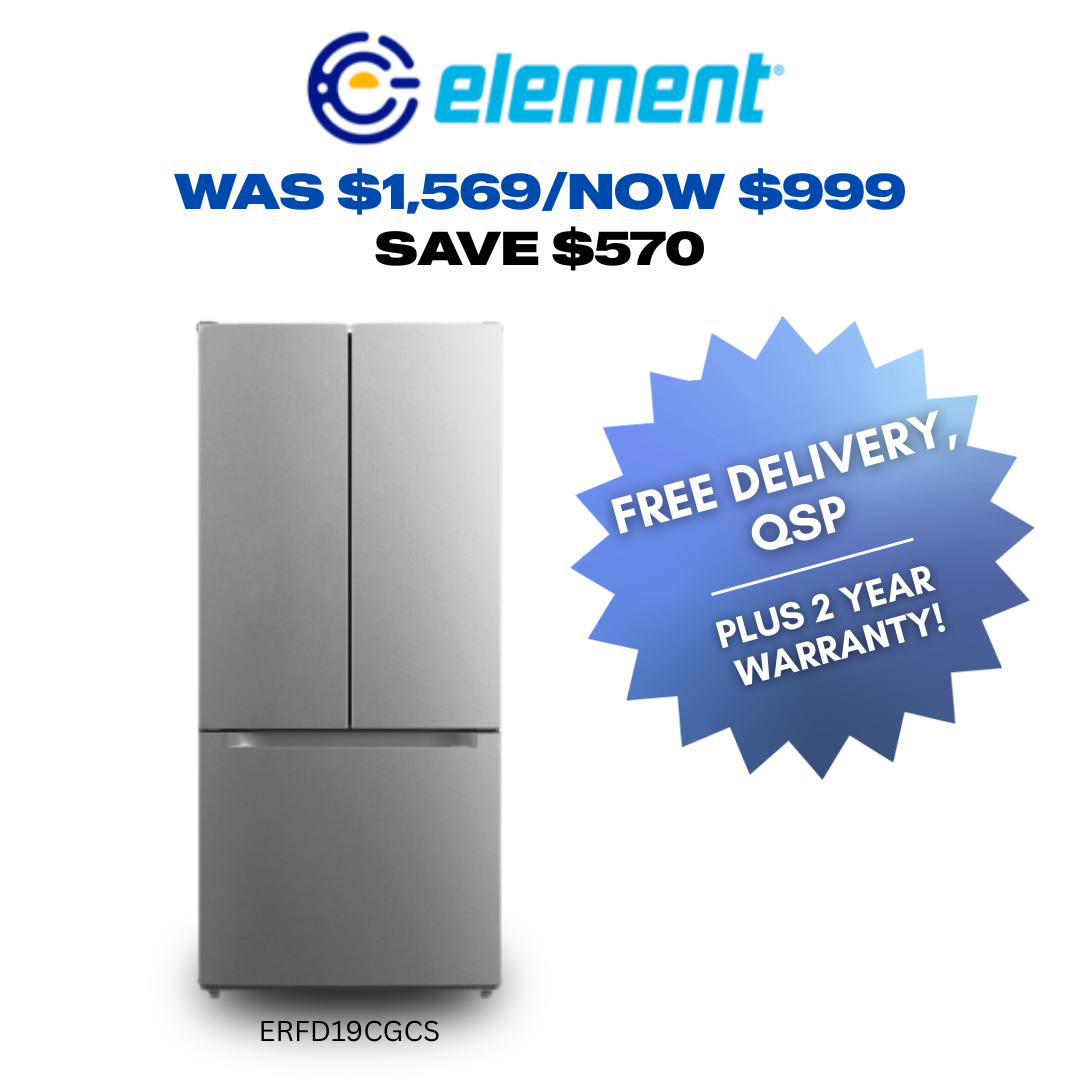 element®
WAS $1,569/NOW $999
SAVE $570
FREE DELIVERY,
QSP
PLUS 2 YEAR
WARRANTY!
ERFD19CGCS